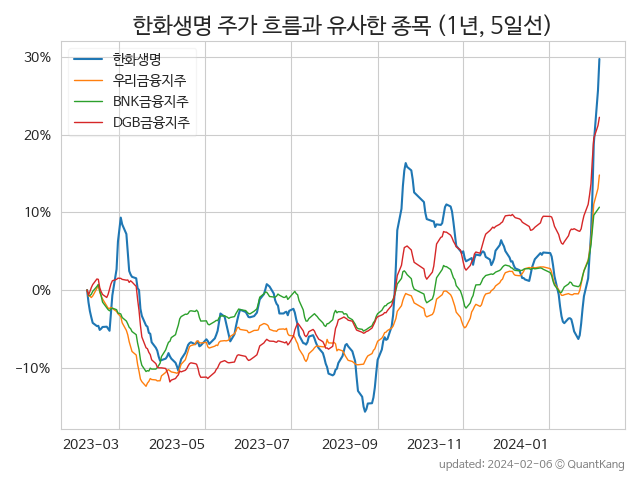 한화생명 주가 흐름과 유사한 종목 (1년, 5일선)
30%
20%
10%
0%
−10%
한화생명
우리금융지주
BNK금융지주
DGB금융지주
2023-03 2023-05 2023-07 2023-09 2023-11 2024-01
updated: 2024-02-06 © QuantKang